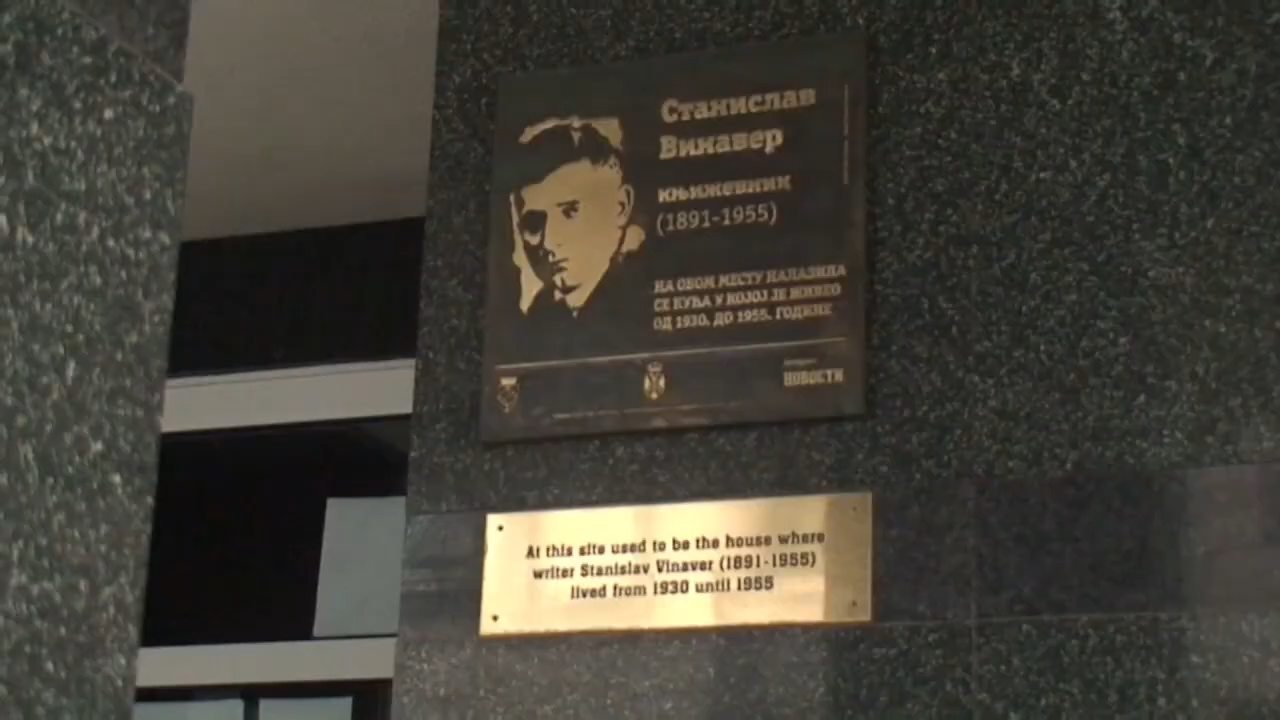 Станислав
Винавер
књижевник
(1891-1955)
НА ОВОМ МЕСТУ НАЛАЗИЛА
СЕ КУЋА У КОЈОЈ ЈЕ ЖИВЕО
ОД 1930. ДО 1955. ГОДИНЕ
НОВОСТИ
At this site used to be the house where
writer Stanislav Vinaver (1891-1955)
lived from 1930 until 1955